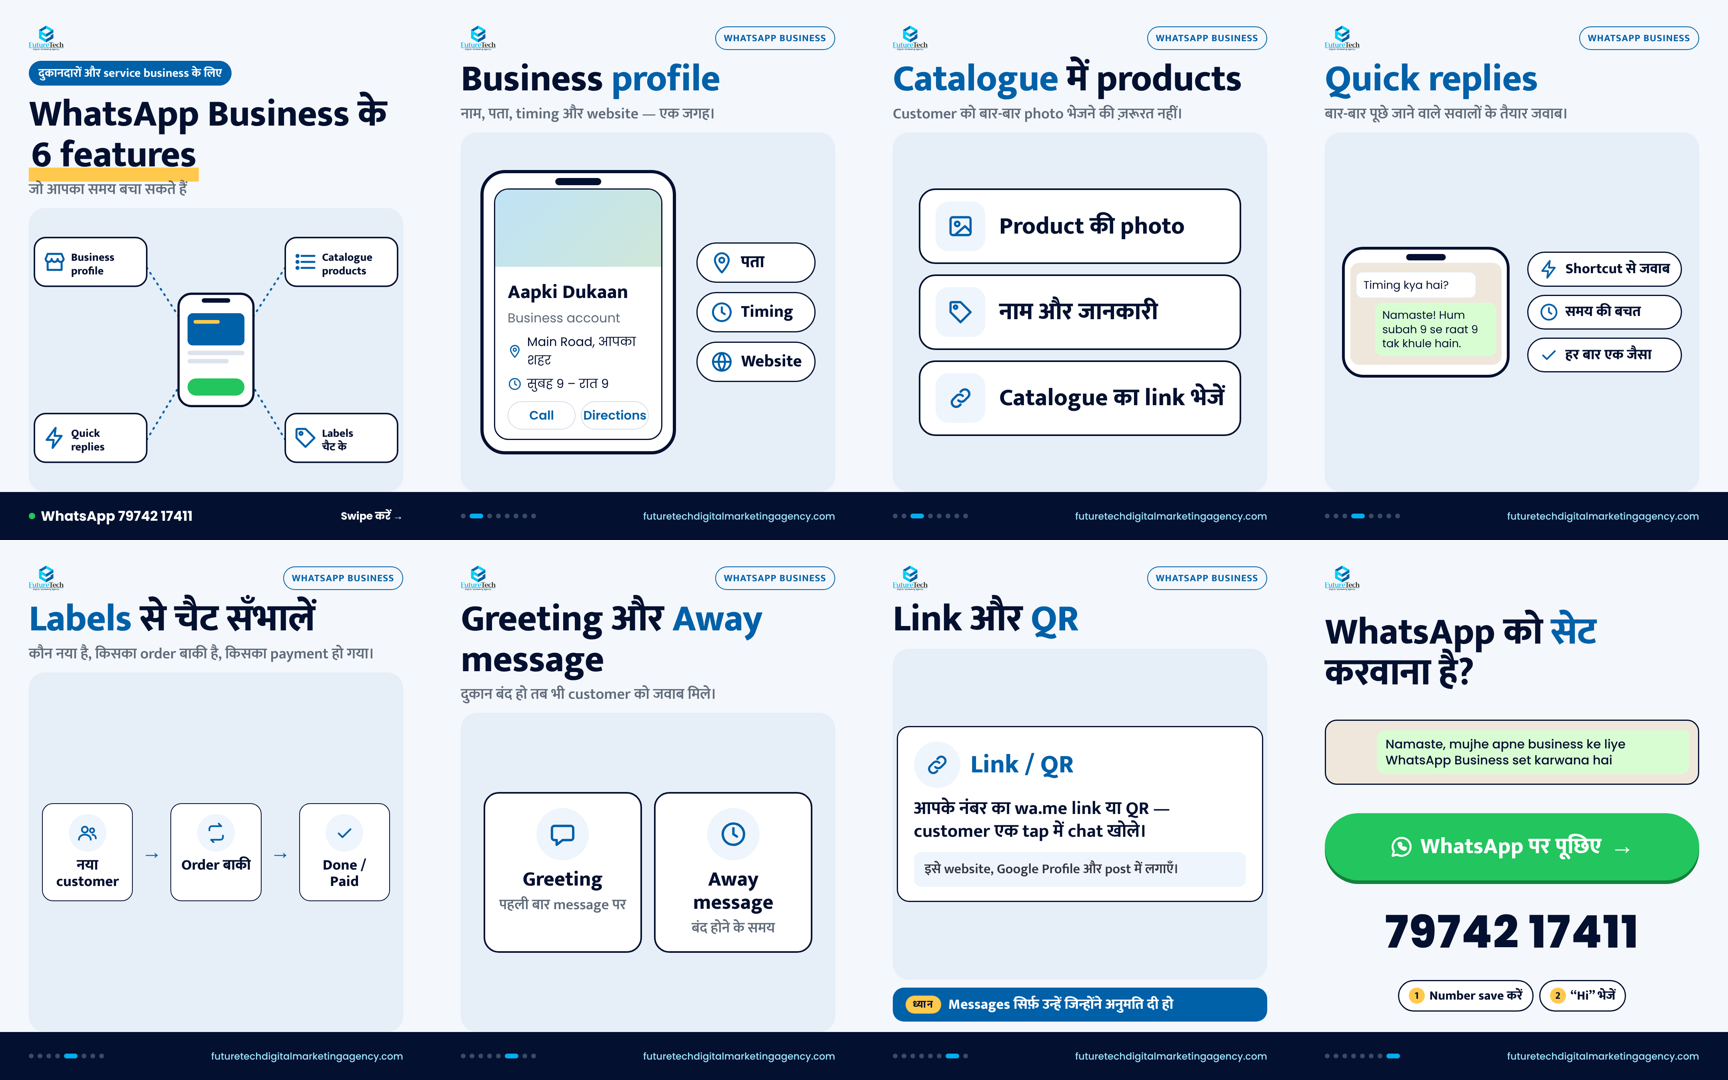 FutureTech
दुकानदारों और service business के लिए
WhatsApp Business के
6 features
जो आपका समय बचा सकते हैं
Business
profile
Catalogue
products
Quick
replies
Labels
चैट के
WhatsApp 79742 17411
Swipe करें →
FutureTech
WHATSAPP BUSINESS
Business profile
नाम, पता, timing और website — एक जगह।
Aapki Dukaan
Business account
Main Road, आपका
शहर
सुबह 9 – रात 9
Call
Directions
पता
Timing
Website
futuretechdigitalmarketingagency.com
FutureTech
WHATSAPP BUSINESS
Catalogue में products
Customer को बार-बार photo भेजने की ज़रूरत नहीं।
Product की photo
नाम और जानकारी
Catalogue का link भेजें
futuretechdigitalmarketingagency.com
FutureTech
WHATSAPP BUSINESS
Quick replies
बार-बार पूछे जाने वाले सवालों के तैयार जवाब।
Timing kya hai?
Namaste! Hum
subah 9 se raat 9
tak khule hain.
Shortcut से जवाब
समय की बचत
हर बार एक जैसा
futuretechdigitalmarketingagency.com
FutureTech
WHATSAPP BUSINESS
Labels से चैट सँभालें
कौन नया है, किसका order बाकी है, किसका payment हो गया।
नया
customer
→
Order बाकी
→
Done /
Paid
futuretechdigitalmarketingagency.com
FutureTech
WHATSAPP BUSINESS
Greeting और Away
message
दुकान बंद हो तब भी customer को जवाब मिले।
Greeting
पहली बार message पर
Away
message
बंद होने के समय
futuretechdigitalmarketingagency.com
FutureTech
WHATSAPP BUSINESS
Link और QR
Link / QR
आपके नंबर का wa.me link या QR —
customer एक tap में chat खोले।
इसे website, Google Profile और post में लगाएँ।
ध्यान
Messages सिर्फ़ उन्हें जिन्होंने अनुमति दी हो
futuretechdigitalmarketingagency.com
FutureTech
WhatsApp को सेट
करवाना है?
Namaste, mujhe apne business ke liye
WhatsApp Business set karwana hai
WhatsApp पर पूछिए →
79742 17411
1 Number save करें
2 “Hi” भेजें
futuretechdigitalmarketingagency.com